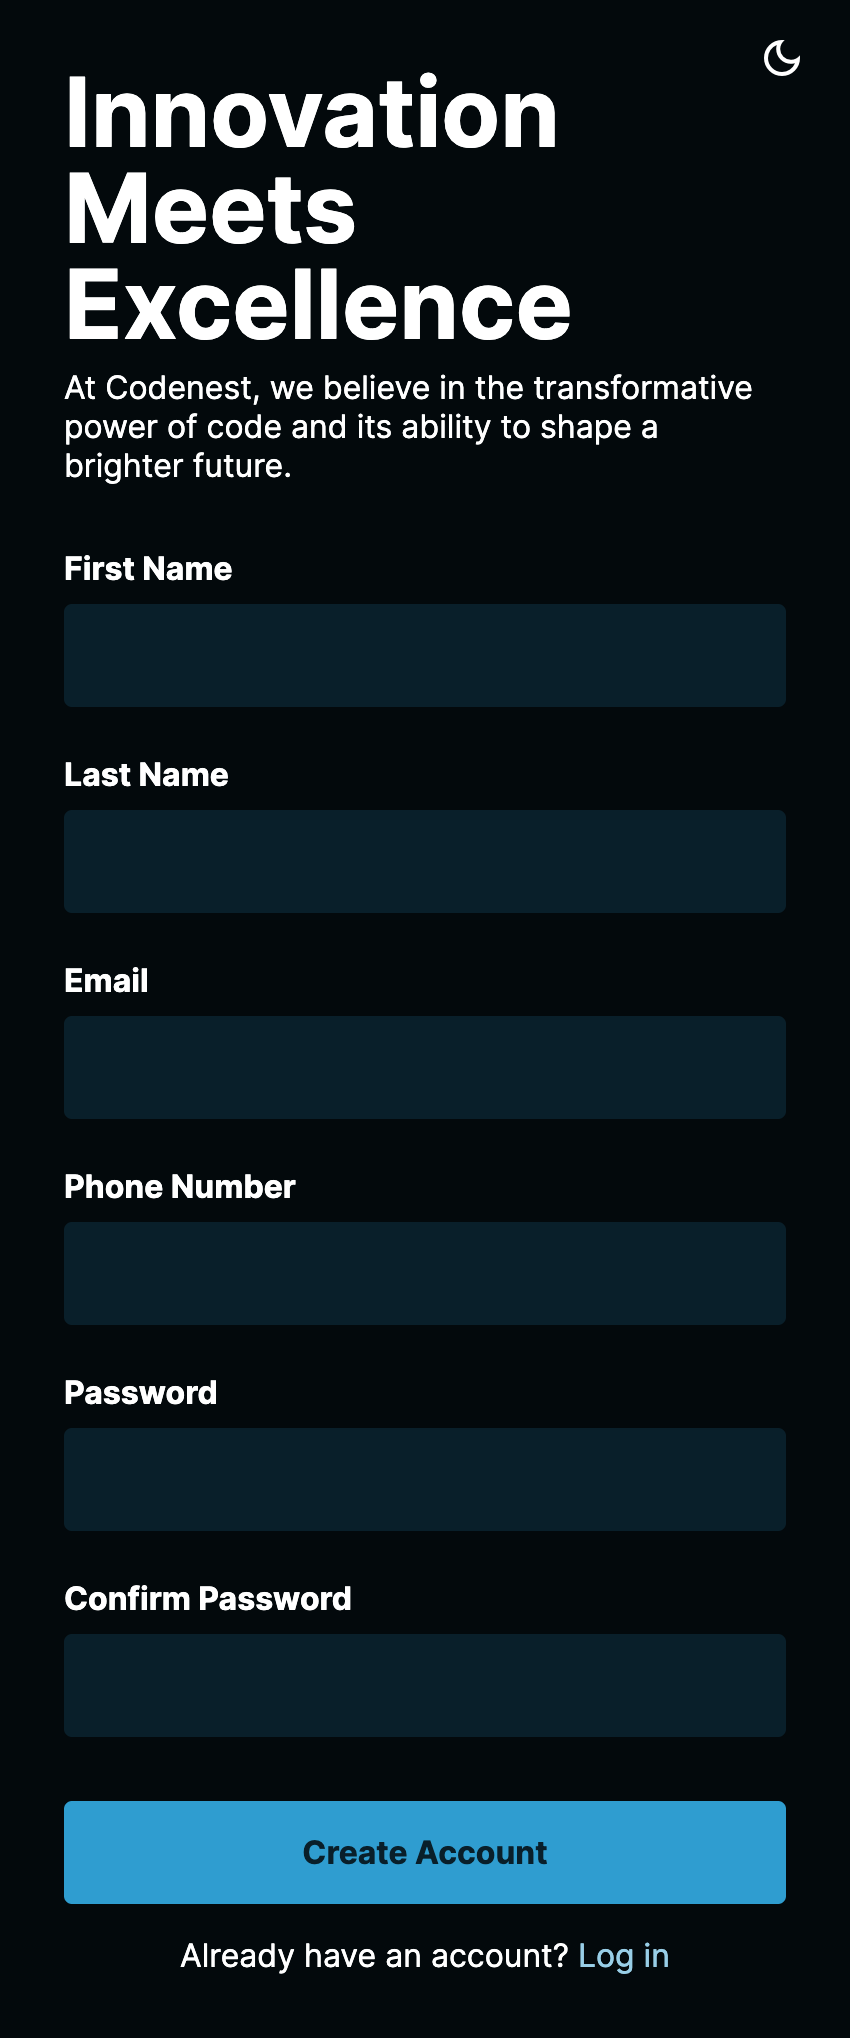 Innovation
Meets
Excellence
At Codenest, we believe in the transformative
power of code and its ability to shape a
brighter future.
First Name
Last Name
Email
Phone Number
Password
Confirm Password
Create Account
Already have an account? Log in